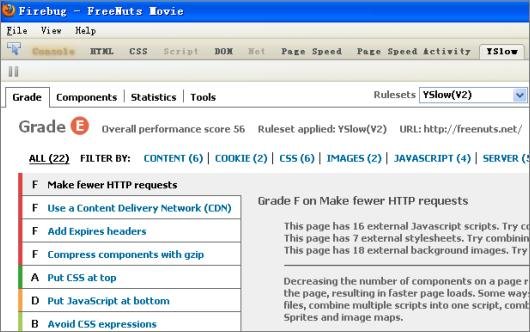 Firebug - FreeNuts Movie
File View Help
Console HTML CSS Script DOM Net Page Speed Page Speed Activity YSlow
Grade Components Statistics Tools Rulesets YSlow(V2)
Grade E Overall performance score 56 Ruleset applied: YSlow(V2) URL: http://freenuts.net/
ALL (22) FILTER BY: CONTENT (6) | COOKIE (2) | CSS (6) | IMAGES (2) | JAVASCRIPT (4) | SERVER (
F Make fewer HTTP requests
F Use a Content Delivery Network (CDN)
F Add Expires headers
F Compress components with gzip
A Put CSS at top
D Put JavaScript at bottom
B Avoid CSS expressions
Grade F on Make fewer HTTP requests
This page has 16 external Javascript scripts. Try co
This page has 7 external stylesheets. Try combinin
This page has 18 external background images. Try
Decreasing the number of components on a page r
the page, resulting in faster page loads. Some way
files, combine multiple scripts into one script, comb
Sprites and image maps.